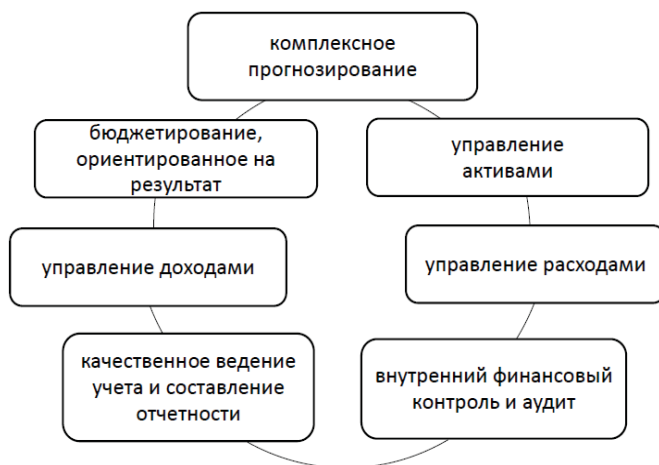 комплексное
прогнозирование
бюджетирование,
ориентированное на
результат
управление
активами
управление доходами
управление расходами
качественное ведение
учета и составление
отчетности
внутренний финансовый
контроль и аудит